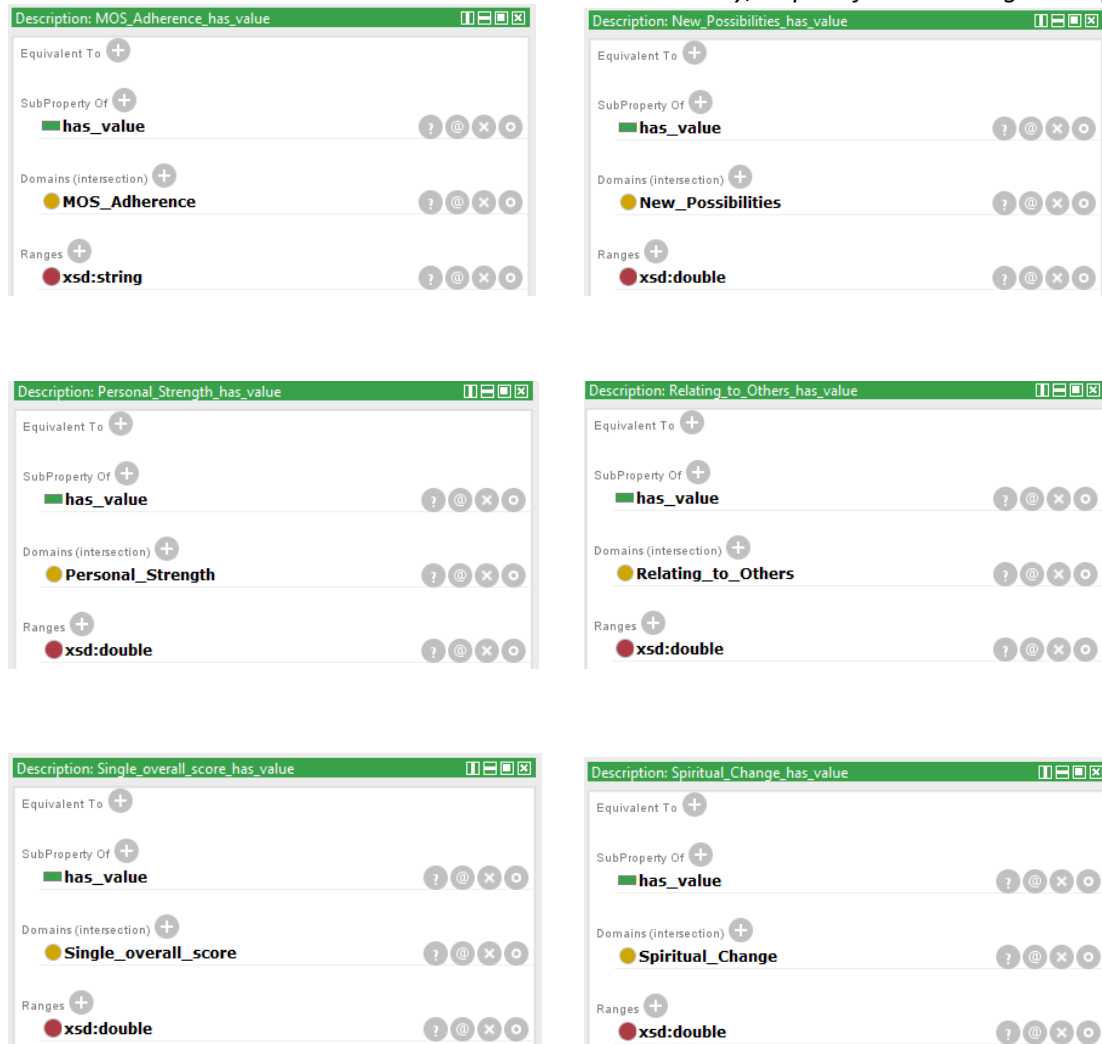 Description: MOS_Adherence_has_value
Equivalent To
SubProperty Of
has_value
Domains (intersection)
MOS_Adherence
Ranges
xsd:string
Description: New_Possibilities_has_value
Equivalent To
SubProperty Of
has_value
Domains (intersection)
New_Possibilities
Ranges
xsd:double
Description: Personal_Strength_has_value
Equivalent To
SubProperty Of
has_value
Domains (intersection)
Personal_Strength
Ranges
xsd:double
Description: Relating_to_Others_has_value
Equivalent To
SubProperty Of
has_value
Domains (intersection)
Relating_to_Others
Ranges
xsd:double
Description: Single_overall_score_has_value
Equivalent To
SubProperty Of
has_value
Domains (intersection)
Single_overall_score
Ranges
xsd:double
Description: Spiritual_Change_has_value
Equivalent To
SubProperty Of
has_value
Domains (intersection)
Spiritual_Change
Ranges
xsd:double